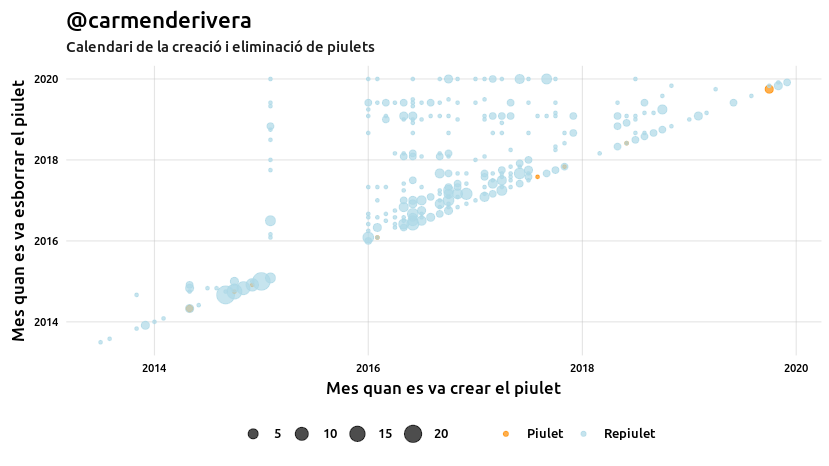 @carmenderivera
Calendari de la creació i eliminació de piulets
Mes quan es va esborrar el piulet
2020
2018
2016
2014
2014 2016 2018 2020
Mes quan es va crear el piulet
5 10 15 20 Piulet Repiulet